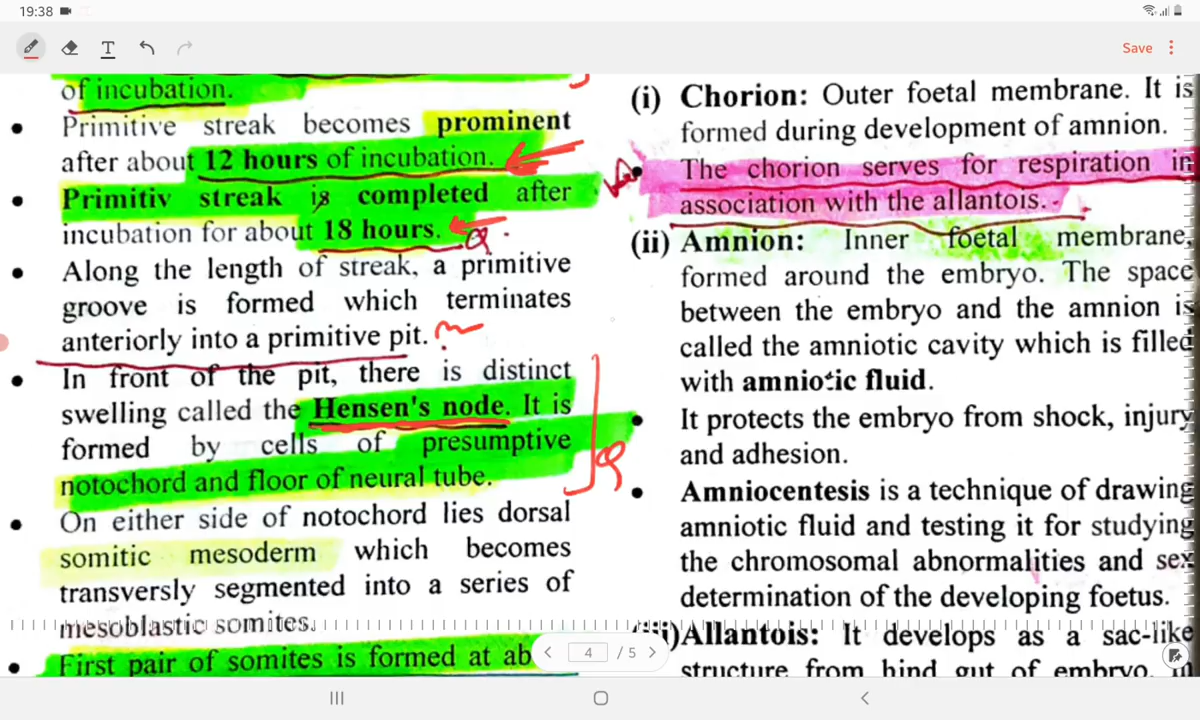 19:38
Save
of incubation.
Primitive streak becomes prominent
after about 12 hours of incubation.
Primitiv streak is completed after
incubation for about 18 hours.
Along the length of streak, a primitive
groove is formed which terminates
anteriorly into a primitive pit.
In front of the pit, there is distinct
swelling called the Hensen's node. It is
formed by cells of presumptive
notochord and floor of neural tube.
On either side of notochord lies dorsal
somitic mesoderm which becomes
transversly segmented into a series of
mesoblastic somites.
First pair of somites is formed at ab
(i) Chorion: Outer foetal membrane. It is
formed during development of amnion.
The chorion serves for respiration in
association with the allantois.
(ii) Amnion: Inner foetal membrane,
formed around the embryo. The space
between the embryo and the amnion is
called the amniotic cavity which is filled
with amniotic fluid.
It protects the embryo from shock, injury
and adhesion.
Amniocentesis is a technique of drawing
amniotic fluid and testing it for studying
the chromosomal abnormalities and sex
determination of the developing foetus.
Allantois: It develops as a sac-like
structure from hind gut of embryo. In
4 / 5